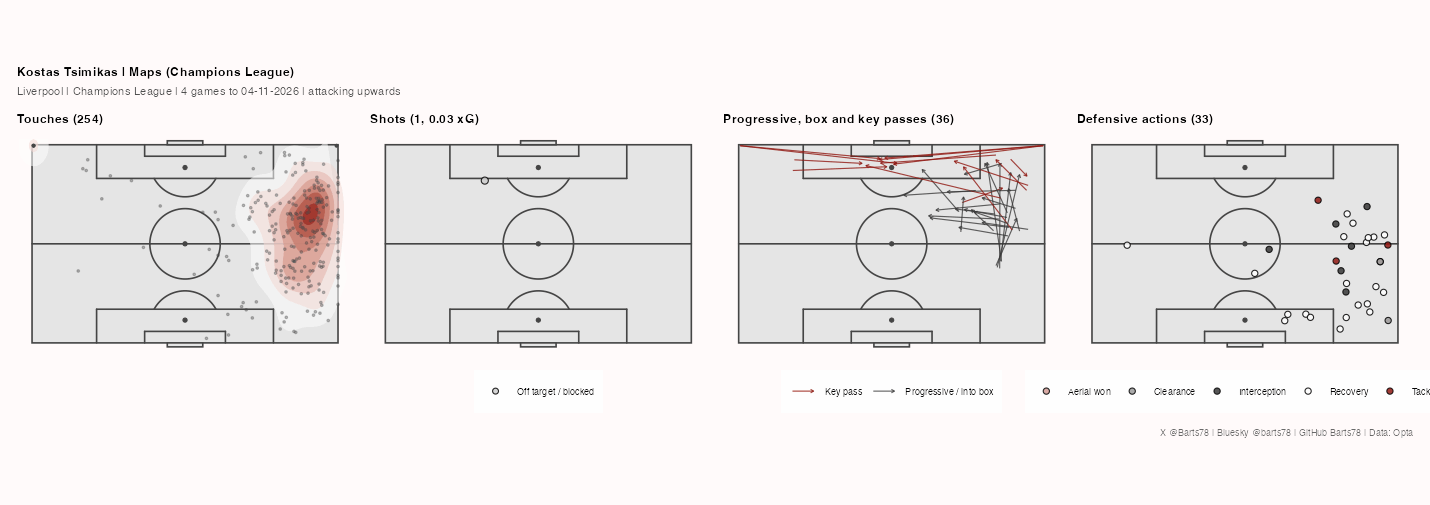 Kostas Tsimikas | Maps (Champions League)
Liverpool | Champions League | 4 games to 04-11-2026 | attacking upwards
Touches (254)
Shots (1, 0.03 xG)
Progressive, box and key passes (36)
Defensive actions (33)
Off target / blocked
Key pass
Progressive / into box
Aerial won
Clearance
Interception
Recovery
Tack
X @Barts78 | Bluesky @barts78 | GitHub Barts78 | Data: Opta